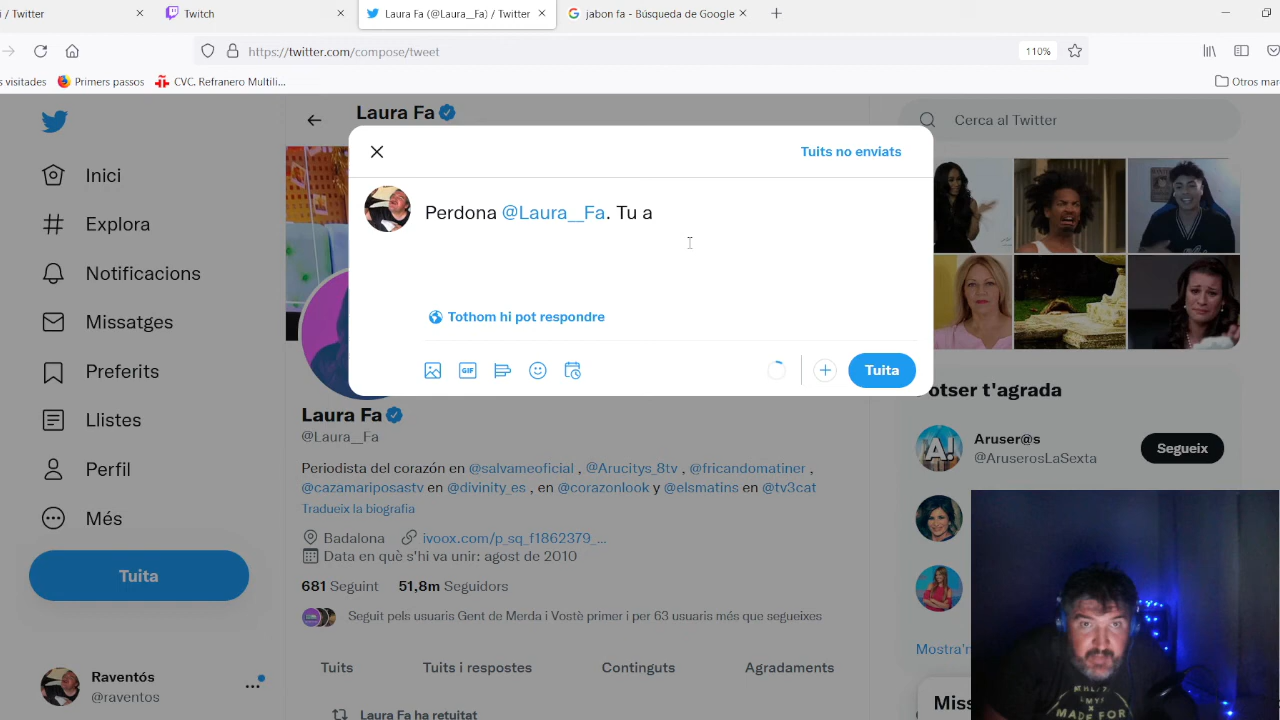 / Twitter
Twitch
Laura Fa (@Laura__Fa) / Twitter
jabon fa - Búsqueda de Google
https://twitter.com/compose/tweet
110%
s visitades
Primers passos
CVC. Refranero Multili...
Otros mar
Laura Fa
Cerca al Twitter
Tuits no enviats
Inici
Explora
Notificacions
Missatges
Preferits
Llistes
Perfil
Més
Tuita
Perdona @Laura__Fa. Tu a
Tothom hi pot respondre
GIF
Tuita
Laura Fa
@Laura__Fa
Periodista del corazón en @salvameoficial , @Arucitys_8tv , @fricandomatiner ,
@cazamariposastv en @divinity_es , en @corazonlook y @elsmatins en @tv3cat
Tradueix la biografia
Badalona
ivoox.com/p_sq_f1862379_...
Data en què s'hi va unir: agost de 2010
681 Seguint
51,8m Seguidors
Seguit pels usuaris Gent de Merda i Vostè primer i per 63 usuaris més que segueixes
Tuits
Tuits i respostes
Continguts
Agradaments
Laura Fa ha retuitat
otser t'agrada
Aruser@s
@AruserosLaSexta
Segueix
Mostra'n
Miss
Raventós
@raventos
MADE FOR